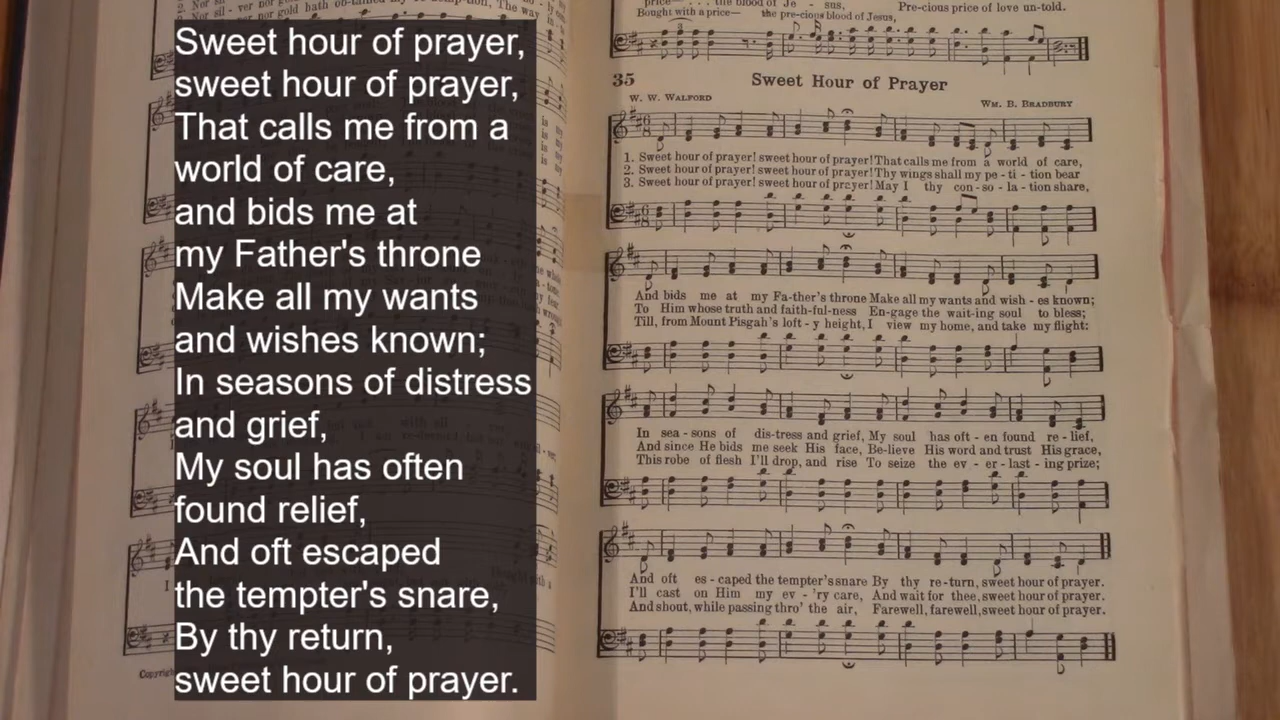 Sweet hour of prayer,
sweet hour of prayer,
That calls me from a
world of care,
and bids me at
my Father's throne
Make all my wants
and wishes known;
In seasons of distress
and grief,
My soul has often
found relief,
And oft escaped
the tempter's snare,
By thy return,
sweet hour of prayer.
Pre-cious price of love un-told.
Bought with a price— the pre-cious blood of Jesus,
35 Sweet Hour of Prayer
W. W. WALFORD WM. B. BRADBURY
1. Sweet hour of prayer! sweet hour of prayer! That calls me from a world of care,
2. Sweet hour of prayer! sweet hour of prayer! Thy wings shall my pe - ti - tion bear
3. Sweet hour of prayer! sweet hour of prayer! May I thy con - so - la - tion share,
And bids me at my Fa-ther's throne Make all my wants and wish - es known;
To Him whose truth and faith-ful-ness En-gage the wait-ing soul to bless;
Till, from Mount Pisgah's loft - y height, I view my home, and take my flight:
In sea - sons of dis-tress and grief, My soul has oft - en found re - lief,
And since He bids me seek His face, Be-lieve His word and trust His grace,
This robe of flesh I'll drop, and rise To seize the ev - er - last - ing prize;
And oft es - caped the tempter's snare By thy re-turn, sweet hour of prayer.
I'll cast on Him my ev - 'ry care, And wait for thee, sweet hour of prayer.
And shout, while passing thro' the air, Farewell, farewell, sweet hour of prayer.